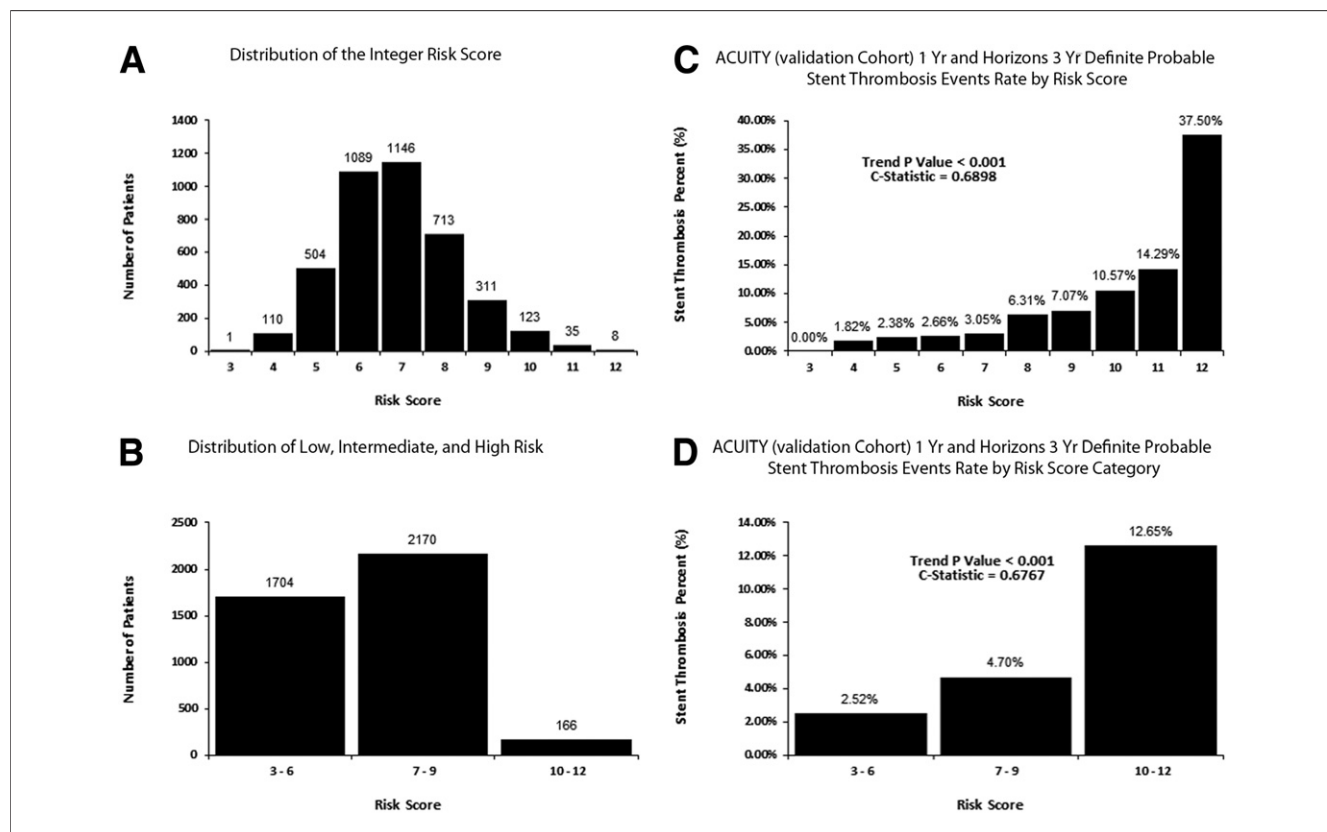 A
Distribution of the Integer Risk Score
Number of Patients
1400
1200
1000
800
600
400
200
0
1
110
504
1089
1146
713
311
123
35
8
3
4
5
6
7
8
9
10
11
12
Risk Score
C
ACUITY (validation Cohort) 1 Yr and Horizons 3 Yr Definite Probable
Stent Thrombosis Events Rate by Risk Score
Stent Thrombosis Percent (%)
40.00%
35.00%
30.00%
25.00%
20.00%
15.00%
10.00%
5.00%
0.00%
Trend P Value < 0.001
C-Statistic = 0.6898
0.00%
1.82%
2.38%
2.66%
3.05%
6.31%
7.07%
10.57%
14.29%
37.50%
3
4
5
6
7
8
9
10
11
12
Risk Score
B
Distribution of Low, Intermediate, and High Risk
Number of Patients
2500
2000
1500
1000
500
0
1704
2170
166
3 - 6
7 - 9
10 - 12
Risk Score
D
ACUITY (validation Cohort) 1 Yr and Horizons 3 Yr Definite Probable
Stent Thrombosis Events Rate by Risk Score Category
Stent Thrombosis Percent (%)
14.00%
12.00%
10.00%
8.00%
6.00%
4.00%
2.00%
0.00%
Trend P Value < 0.001
C-Statistic = 0.6767
2.52%
4.70%
12.65%
3 - 6
7 - 9
10 - 12
Risk Score